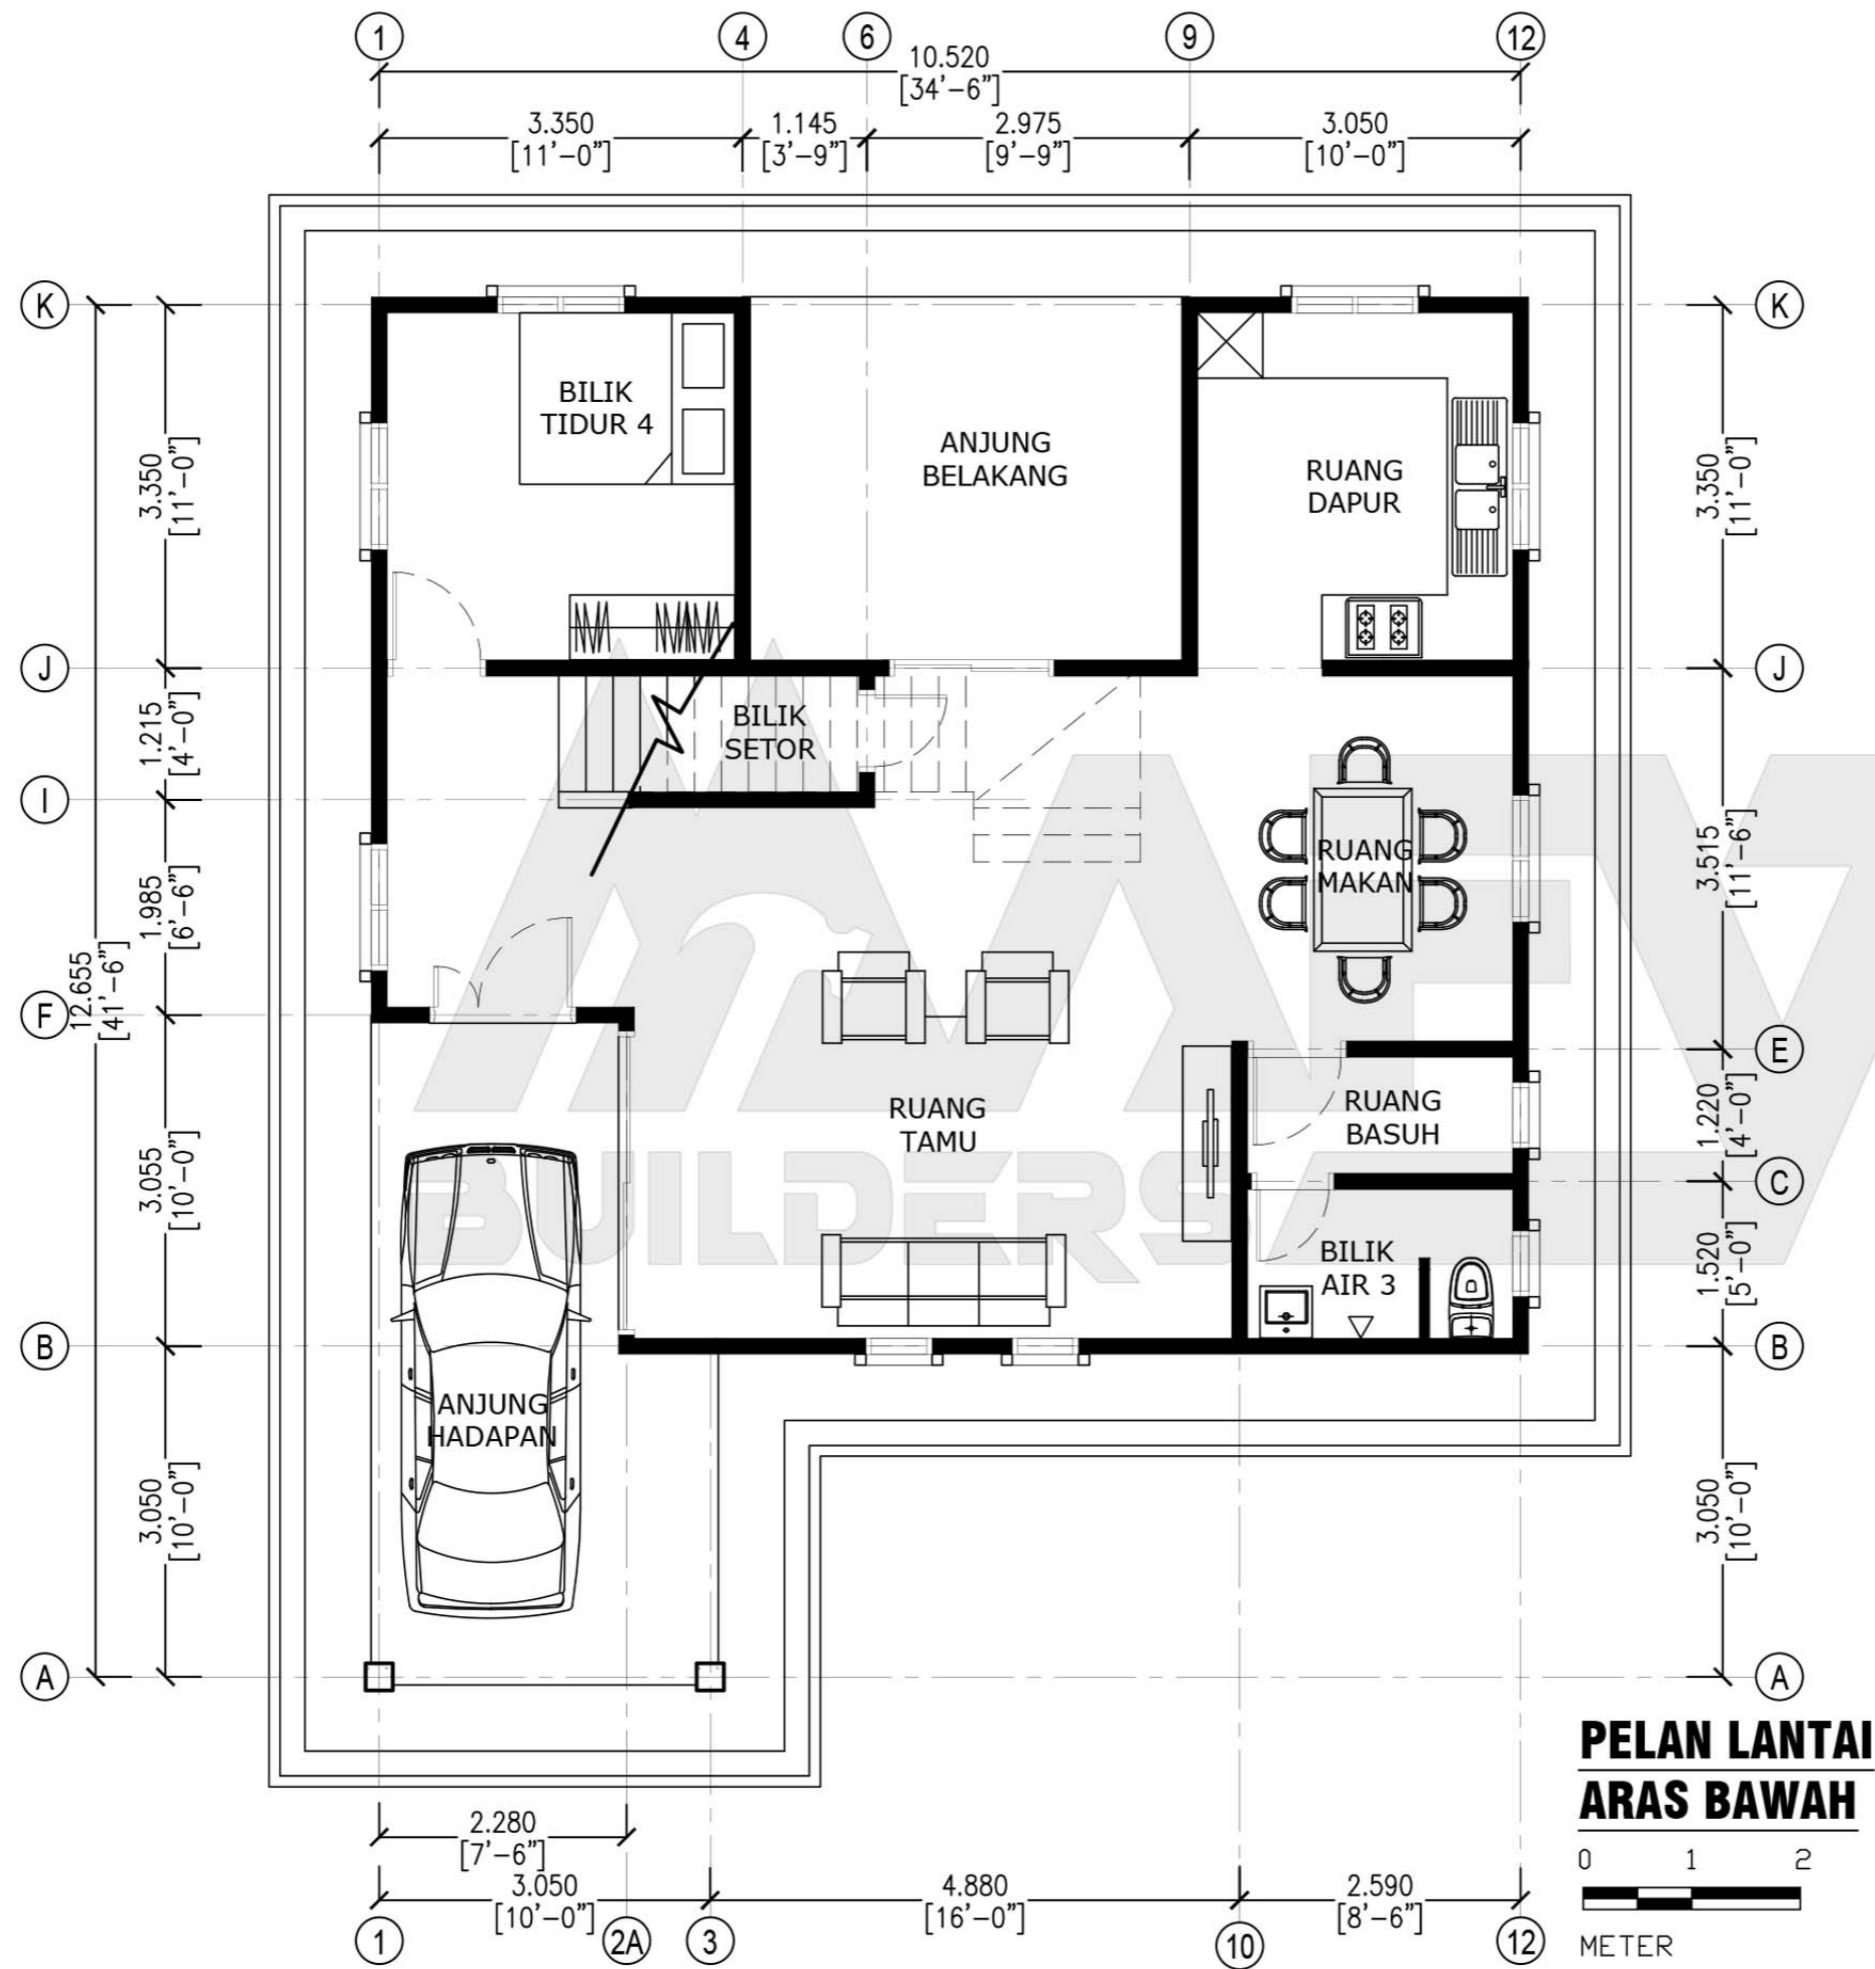 1
4
6
9
12
10.520
[34'-6"]
3.350
[11'-0"]
1.145
[3'-9"]
2.975
[9'-9"]
3.050
[10'-0"]
K
K
BILIK
TIDUR 4
ANJUNG
BELAKANG
RUANG
DAPUR
3.350
[11'-0"]
3.350
[11'-0"]
J
J
BILIK
SETOR
1.215
[4'-0"]
I
RUANG
MAKAN
3.515
[11'-6"]
1.985
[6'-6"]
12.655
[41'-6"]
F
E
RUANG
TAMU
RUANG
BASUH
1.220
[4'-0"]
3.055
[10'-0"]
BUILDERS
C
BILIK
AIR 3
1.520
[5'-0"]
B
B
ANJUNG
HADAPAN
3.050
[10'-0"]
3.050
[10'-0"]
A
A
PELAN LANTAI
ARAS BAWAH
0 1 2
METER
2.280
[7'-6"]
3.050
[10'-0"]
4.880
[16'-0"]
2.590
[8'-6"]
1
2A
3
10
12